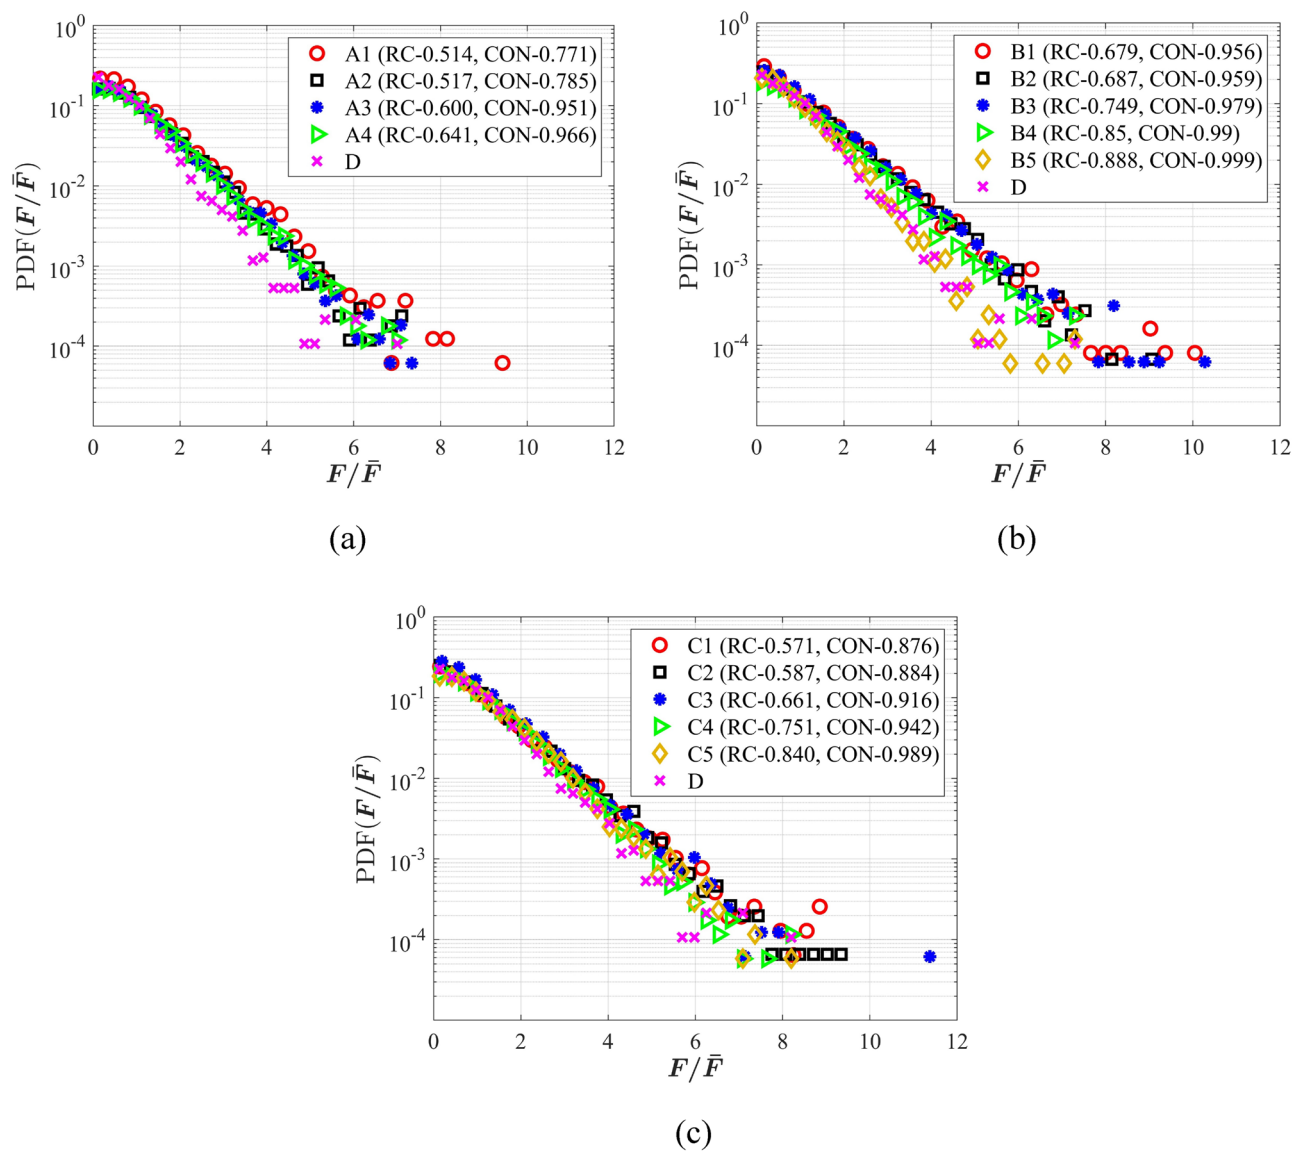 10^0
10^-1
10^-2
10^-3
10^-4
PDF(F/F̄)
A1 (RC-0.514, CON-0.771)
A2 (RC-0.517, CON-0.785)
A3 (RC-0.600, CON-0.951)
A4 (RC-0.641, CON-0.966)
D
0 2 4 6 8 10 12
F/F̄
(a)
10^0
10^-1
10^-2
10^-3
10^-4
PDF(F/F̄)
B1 (RC-0.679, CON-0.956)
B2 (RC-0.687, CON-0.959)
B3 (RC-0.749, CON-0.979)
B4 (RC-0.85, CON-0.99)
B5 (RC-0.888, CON-0.999)
D
0 2 4 6 8 10 12
F/F̄
(b)
10^0
10^-1
10^-2
10^-3
10^-4
PDF(F/F̄)
C1 (RC-0.571, CON-0.876)
C2 (RC-0.587, CON-0.884)
C3 (RC-0.661, CON-0.916)
C4 (RC-0.751, CON-0.942)
C5 (RC-0.840, CON-0.989)
D
0 2 4 6 8 10 12
F/F̄
(c)